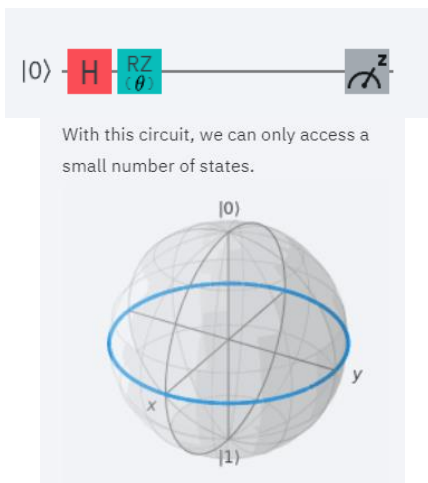 |0⟩ H RZ z
(θ)
With this circuit, we can only access a
small number of states.
|0⟩
y
x
|1⟩